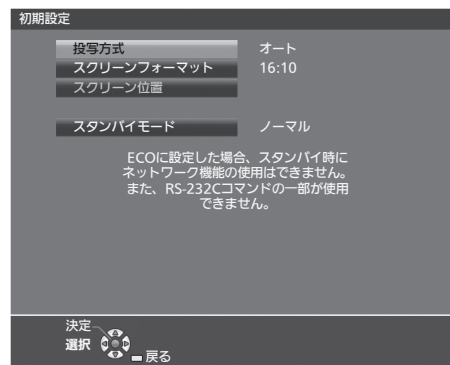 初期設定
投写方式 オート
スクリーンフォーマット 16:10
スクリーン位置
スタンバイモード ノーマル
ECOに設定した場合、スタンバイ時に
ネットワーク機能の使用はできません。
また、RS-232Cコマンドの一部が使用
できません。
決定
選択
戻る